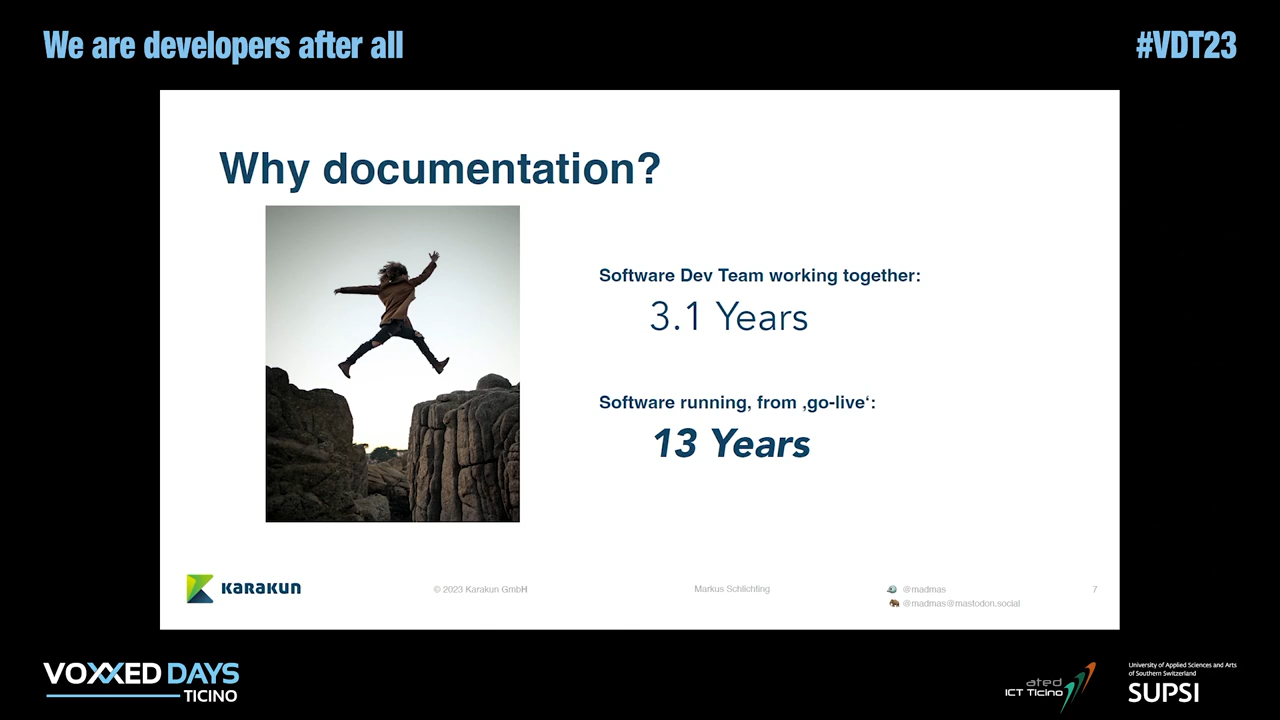 We are developers after all
#VDT23
Why documentation?
Software Dev Team working together:
3.1 Years
Software running, from ‚go-live‘:
13 Years
KARAKUN
© 2023 Karakun GmbH
Markus Schlichting
@madmas
@madmas@mastodon.social
7
VOXXED DAYS
TICINO
ated
ICT Ticino
University of Applied Sciences and Arts
of Southern Switzerland
SUPSI